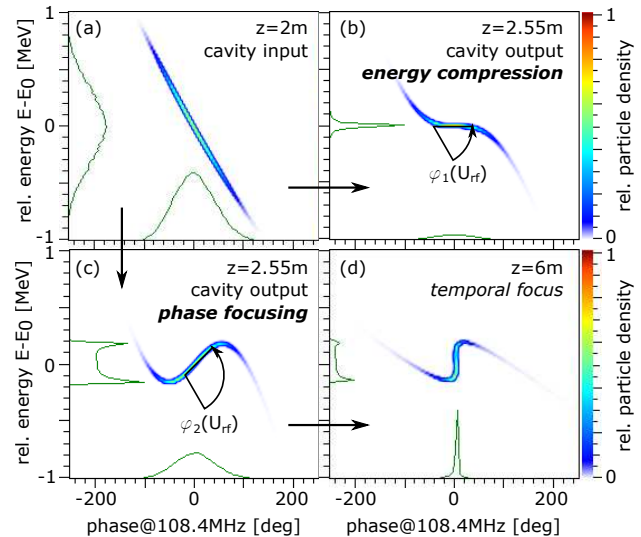 (a)
z=2m
cavity input
(b)
z=2.55m
cavity output
energy compression
φ₁(Urf)
rel. energy E-E₀ [MeV]
1
0
-1
1
0
rel. particle density
(c)
z=2.55m
cavity output
phase focusing
φ₂(Urf)
(d)
z=6m
temporal focus
rel. energy E-E₀ [MeV]
1
0
-1
1
0
rel. particle density
-200
0
200
-200
0
200
phase@108.4MHz [deg]
phase@108.4MHz [deg]